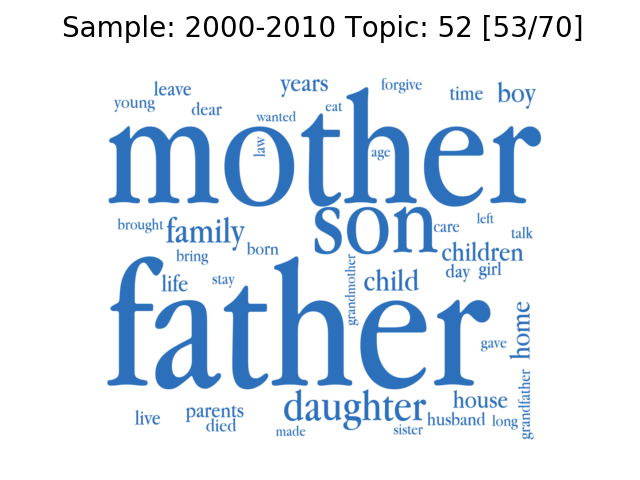 Sample: 2000-2010 Topic: 52 [53/70]
years
forgive
leave
time
boy
young
dear
eat
wanted
mother
law
age
son
brought
family
care
left
talk
born
children
bring
day
girl
life
stay
grandmother
child
father
home
gave
grandfather
daughter
house
live
parents
husband
long
died
made
sister